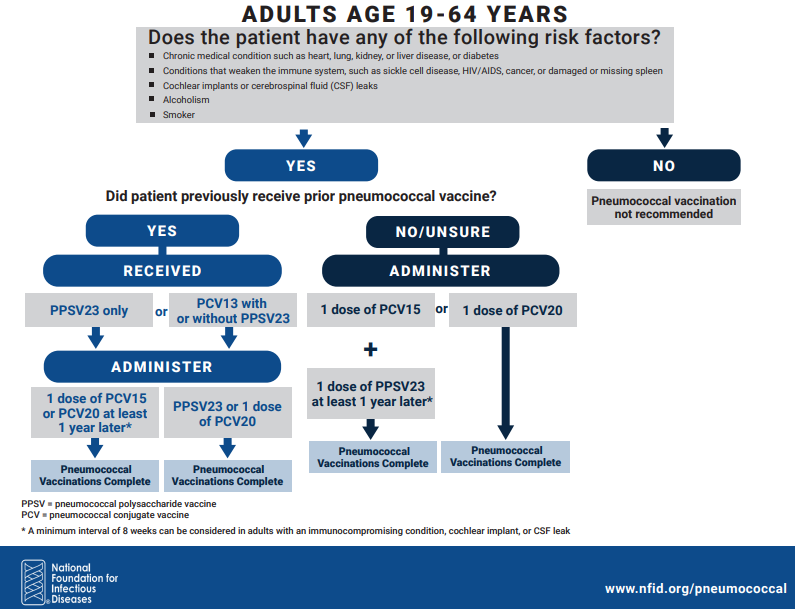 ADULTS AGE 19-64 YEARS
Does the patient have any of the following risk factors?
▪ Chronic medical condition such as heart, lung, kidney, or liver disease, or diabetes
▪ Conditions that weaken the immune system, such as sickle cell disease, HIV/AIDS, cancer, or damaged or missing spleen
▪ Cochlear implants or cerebrospinal fluid (CSF) leaks
▪ Alcoholism
▪ Smoker
YES
NO
Pneumococcal vaccination
not recommended
Did patient previously receive prior pneumococcal vaccine?
YES
RECEIVED
PPSV23 only
or
PCV13 with
or without PPSV23
ADMINISTER
1 dose of PCV15
or PCV20 at least
1 year later*
PPSV23 or 1 dose
of PCV20
Pneumococcal
Vaccinations Complete
Pneumococcal
Vaccinations Complete
NO/UNSURE
ADMINISTER
1 dose of PCV15
or
1 dose of PCV20
+
1 dose of PPSV23
at least 1 year later*
Pneumococcal
Vaccinations Complete
Pneumococcal
Vaccinations Complete
PPSV = pneumococcal polysaccharide vaccine
PCV = pneumococcal conjugate vaccine
* A minimum interval of 8 weeks can be considered in adults with an immunocompromising condition, cochlear implant, or CSF leak
National
Foundation for
Infectious
Diseases
®
www.nfid.org/pneumococcal